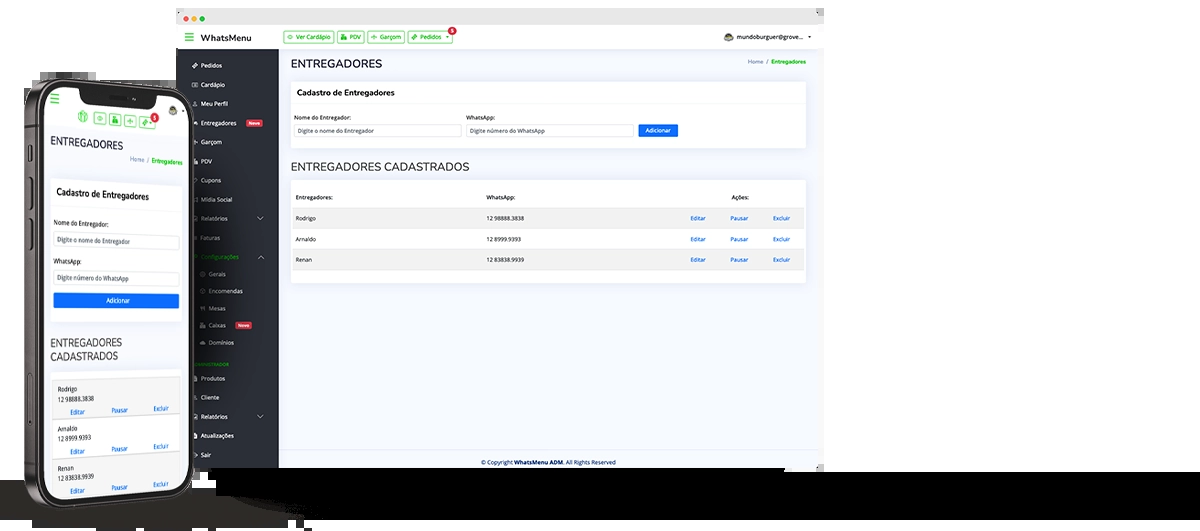 WhatsMenu
Ver Cardápio
PDV
Garçom
Pedidos
5
mundoburguer@grove...
Pedidos
Cardápio
Meu Perfil
Entregadores Novo
Garçom
PDV
Cupons
Mídia Social
Relatórios
Faturas
Configurações
Gerais
Encomendas
Mesas
Caixas Novo
Domínios
Produtos
Cliente
Relatórios
Atualizações
Sair
ENTREGADORES
Home / Entregadores
Cadastro de Entregadores
Nome do Entregador:
WhatsApp:
Digite o nome do Entregador
Digite número do WhatsApp
Adicionar
ENTREGADORES CADASTRADOS
Entregadores: WhatsApp: Ações:
Rodrigo 12 98888.3838 Editar Pausar Excluir
Arnaldo 12 8999.9393 Editar Pausar Excluir
Renan 12 83838.9939 Editar Pausar Excluir
© Copyright WhatsMenu ADM. All Rights Reserved
5
ENTREGADORES
Home / Entregadores
Cadastro de Entregadores
Nome do Entregador:
Digite o nome do Entregador
WhatsApp:
Digite número do WhatsApp
Adicionar
ENTREGADORES
CADASTRADOS
Rodrigo
12 98888.3838
Editar Pausar Excluir
Arnaldo
12 8999.9393
Editar Pausar Excluir
Renan
12 83838.9939
Editar Pausar Excluir